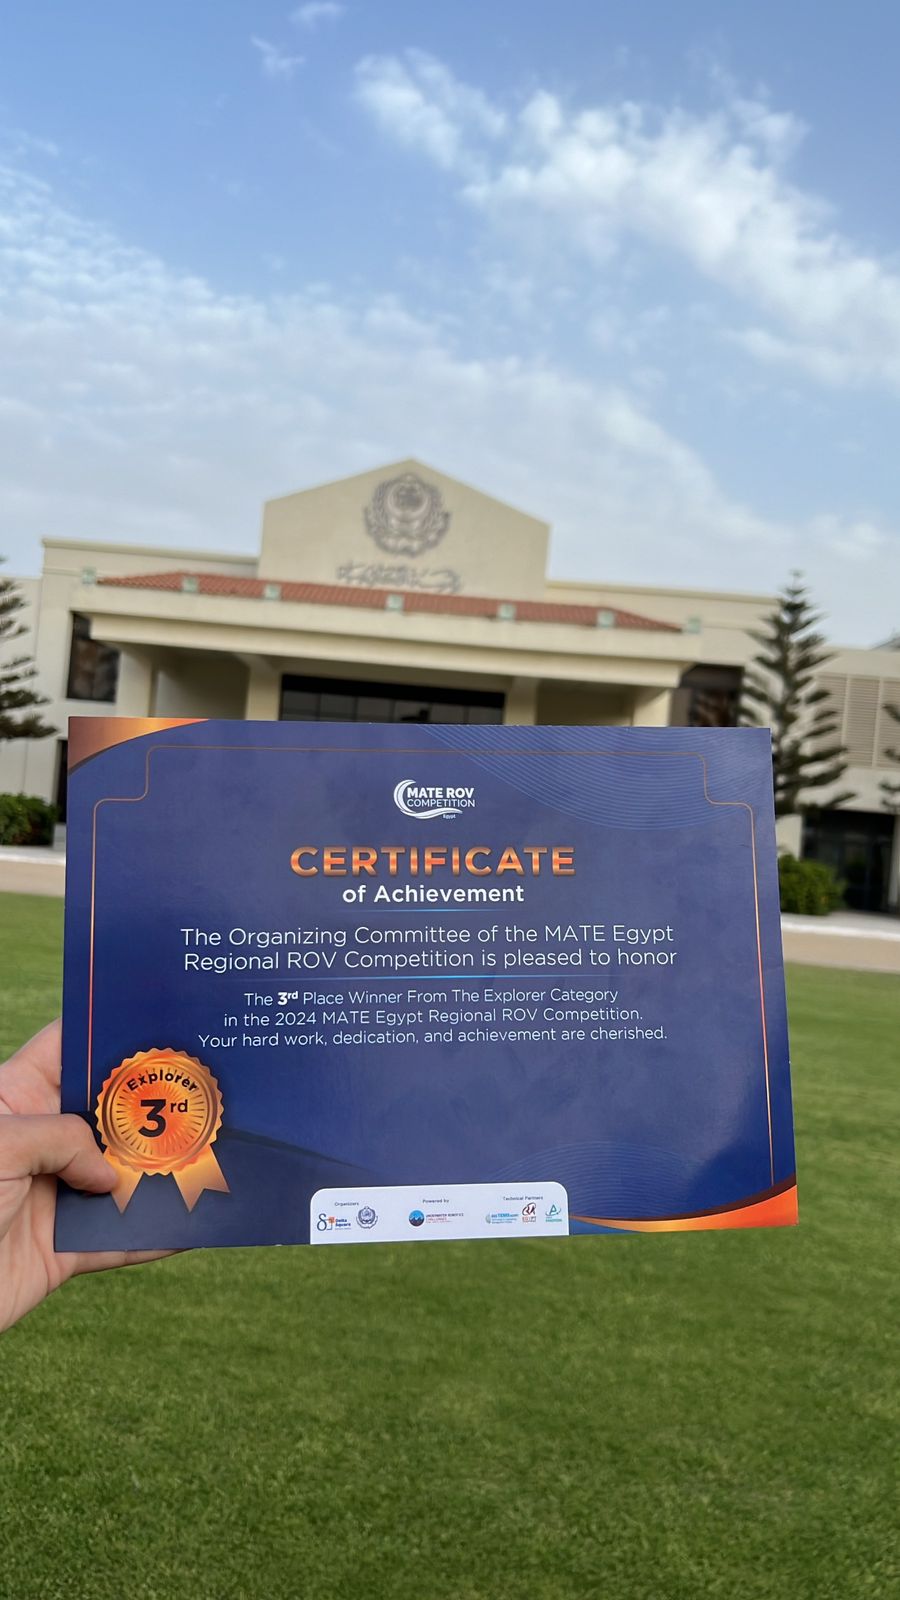 MATE ROV
COMPETITION
Egypt
CERTIFICATE
of Achievement
The Organizing Committee of the MATE Egypt
Regional ROV Competition is pleased to honor
The 3rd Place Winner From The Explorer Category
in the 2024 MATE Egypt Regional ROV Competition.
Your hard work, dedication, and achievement are cherished.
Explorer
3rd
Organizers
Powered by
Technical Partners
Delta
Square